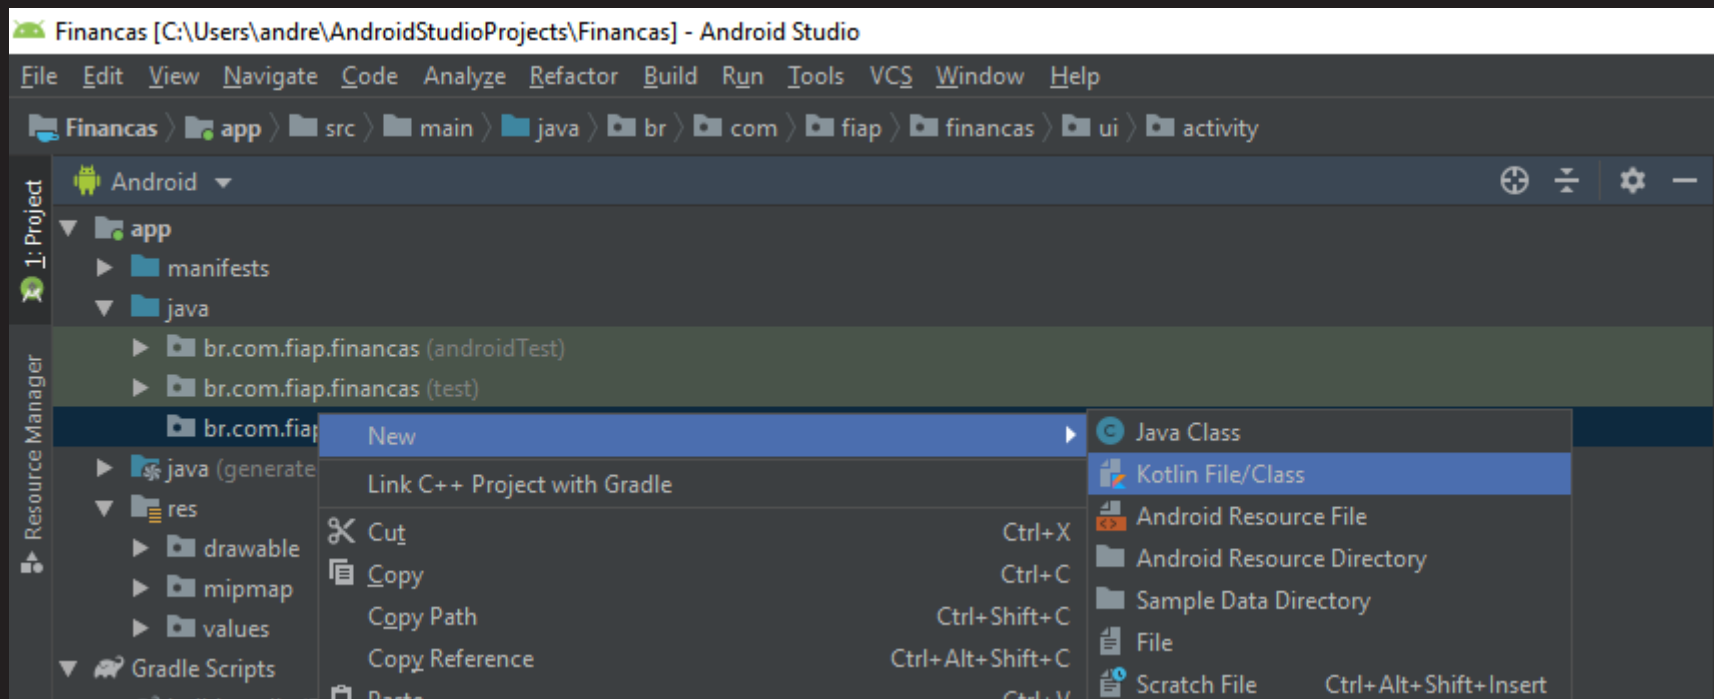 Financas [C:\Users\andre\AndroidStudioProjects\Financas] - Android Studio
File Edit View Navigate Code Analyze Refactor Build Run Tools VCS Window Help
Financas app src main java br com fiap financas ui activity
1: Project
Resource Manager
Android
app
manifests
java
br.com.fiap.financas (androidTest)
br.com.fiap.financas (test)
br.com.fiap
java (generate
res
drawable
mipmap
values
Gradle Scripts
New
Link C++ Project with Gradle
Cut Ctrl+X
Copy Ctrl+C
Copy Path Ctrl+Shift+C
Copy Reference Ctrl+Alt+Shift+C
Paste Ctrl+V
Java Class
Kotlin File/Class
Android Resource File
Android Resource Directory
Sample Data Directory
File
Scratch File Ctrl+Alt+Shift+Insert